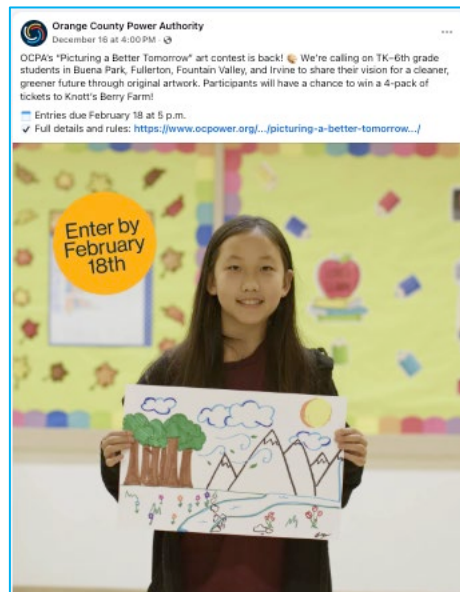 Orange County Power Authority
December 16 at 4:00 PM ·
OCPA's "Picturing a Better Tomorrow" art contest is back! 🎨 We're calling on TK–6th grade
students in Buena Park, Fullerton, Fountain Valley, and Irvine to share their vision for a cleaner,
greener future through original artwork. Participants will have a chance to win a 4-pack of
tickets to Knott's Berry Farm!
🗓️ Entries due February 18 at 5 p.m.
✔ Full details and rules: https://www.ocpower.org/.../picturing-a-better-tomorrow.../
Enter by
February
18th